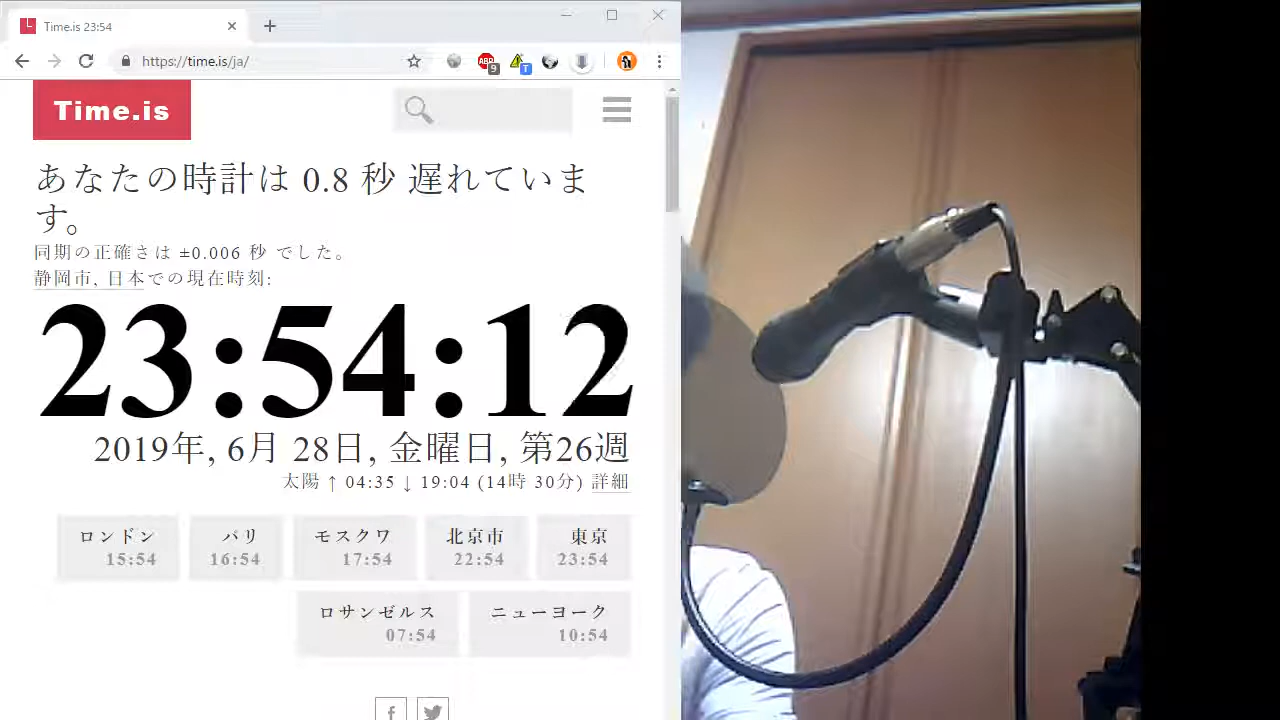 Time.is 23:54
https://time.is/ja/
9
T
Time.is
あなたの時計は 0.8 秒 遅れていま
す。
同期の正確さは ±0.006 秒 でした。
静岡市, 日本での現在時刻:
23:54:12
2019年, 6月 28日, 金曜日, 第26週
太陽 ↑ 04:35 ↓ 19:04 (14時 30分) 詳細
ロンドン パリ モスクワ 北京市 東京
15:54 16:54 17:54 22:54 23:54
ロサンゼルス ニューヨーク
07:54 10:54